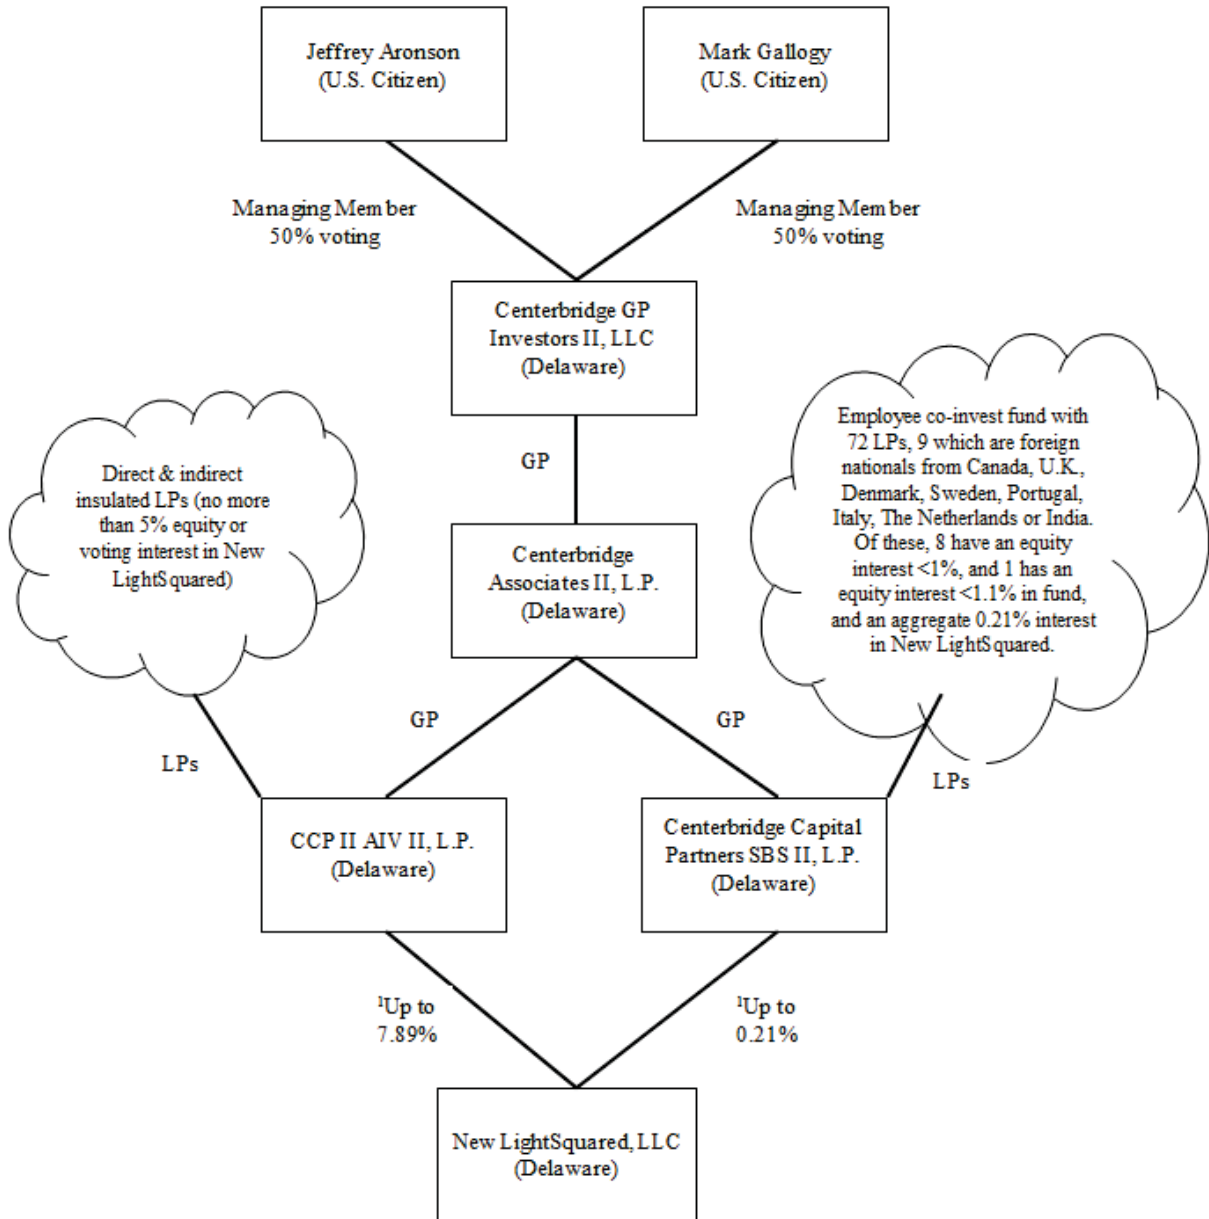 Jeffrey Aronson
(U.S. Citizen)
Mark Gallogy
(U.S. Citizen)
Managing Member
50% voting
Managing Member
50% voting
Centerbridge GP
Investors II, LLC
(Delaware)
Direct & indirect
insulated LPs (no more
than 5% equity or
voting interest in New
LightSquared)
Employee co-invest fund with
72 LPs, 9 which are foreign
nationals from Canada, U.K.,
Denmark, Sweden, Portugal,
Italy, The Netherlands or India.
Of these, 8 have an equity
interest <1%, and 1 has an
equity interest <1.1% in fund,
and an aggregate 0.21% interest
in New LightSquared.
GP
Centerbridge
Associates II, L.P.
(Delaware)
GP
GP
LPs
LPs
CCP II AIV II, L.P.
(Delaware)
Centerbridge Capital
Partners SBS II, L.P.
(Delaware)
¹Up to
7.89%
¹Up to
0.21%
New LightSquared, LLC
(Delaware)